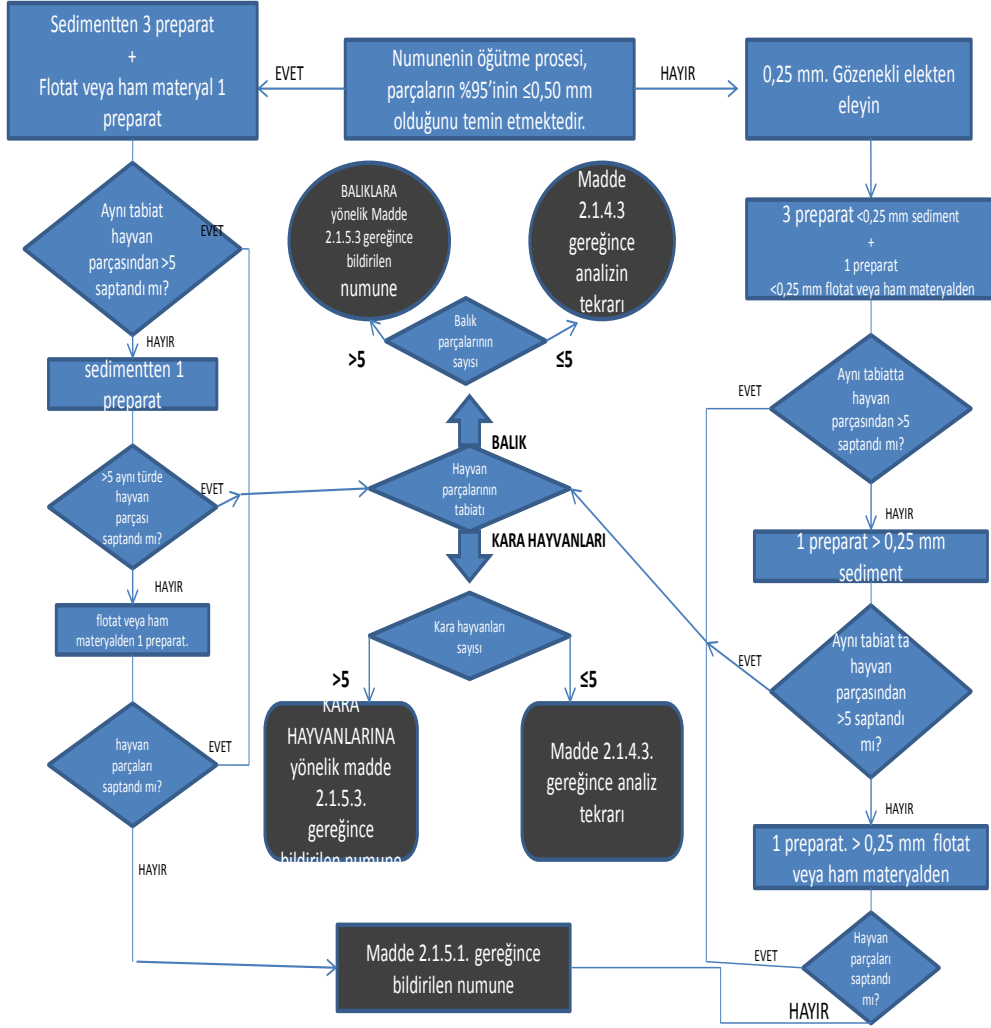 Sedimentten 3 preparat
+
Flotat veya ham materyal 1
preparat
EVET
Numunenin öğütme prosesi,
parçaların %95'inin ≤0,50 mm
olduğunu temin etmektedir.
HAYIR
0,25 mm. Gözenekli elekten
eleyin
Aynı tabiat
hayvan
parçasından >5
saptandı mı?
EVET
HAYIR
sedimentten 1
preparat
>5 aynı türde
hayvan
parçası
saptandı mı?
EVET
HAYIR
flotat veya ham
materyalden 1 preparat.
hayvan
parçaları
saptandı mı?
EVET
HAYIR
BALIKLARA
yönelik Madde
2.1.5.3 gereğince
bildirilen
numune
Madde
2.1.4.3
gereğince
analizin
tekrarı
Balık
parçalarının
sayısı
>5
≤5
BALIK
Hayvan
parçalarının
tabiatı
KARA HAYVANLARI
Kara hayvanları
sayısı
>5
≤5
KARA
HAYVANLARINA
yönelik madde
2.1.5.3.
gereğince
bildirilen numune
Madde 2.1.4.3.
gereğince analiz
tekrarı
Madde 2.1.5.1. gereğince
bildirilen numune
3 preparat <0,25 mm sediment
+
1 preparat
<0,25 mm flotat veya ham materyalden
Aynı tabiatta
hayvan
parçasından >5
saptandı mı?
EVET
HAYIR
1 preparat > 0,25 mm
sediment
Aynı tabiat ta
hayvan
parçasından
>5 saptandı
mı?
EVET
HAYIR
1 preparat. > 0,25 mm flotat
veya ham materyalden
Hayvan
parçaları
saptandı
mı?
EVET
HAYIR